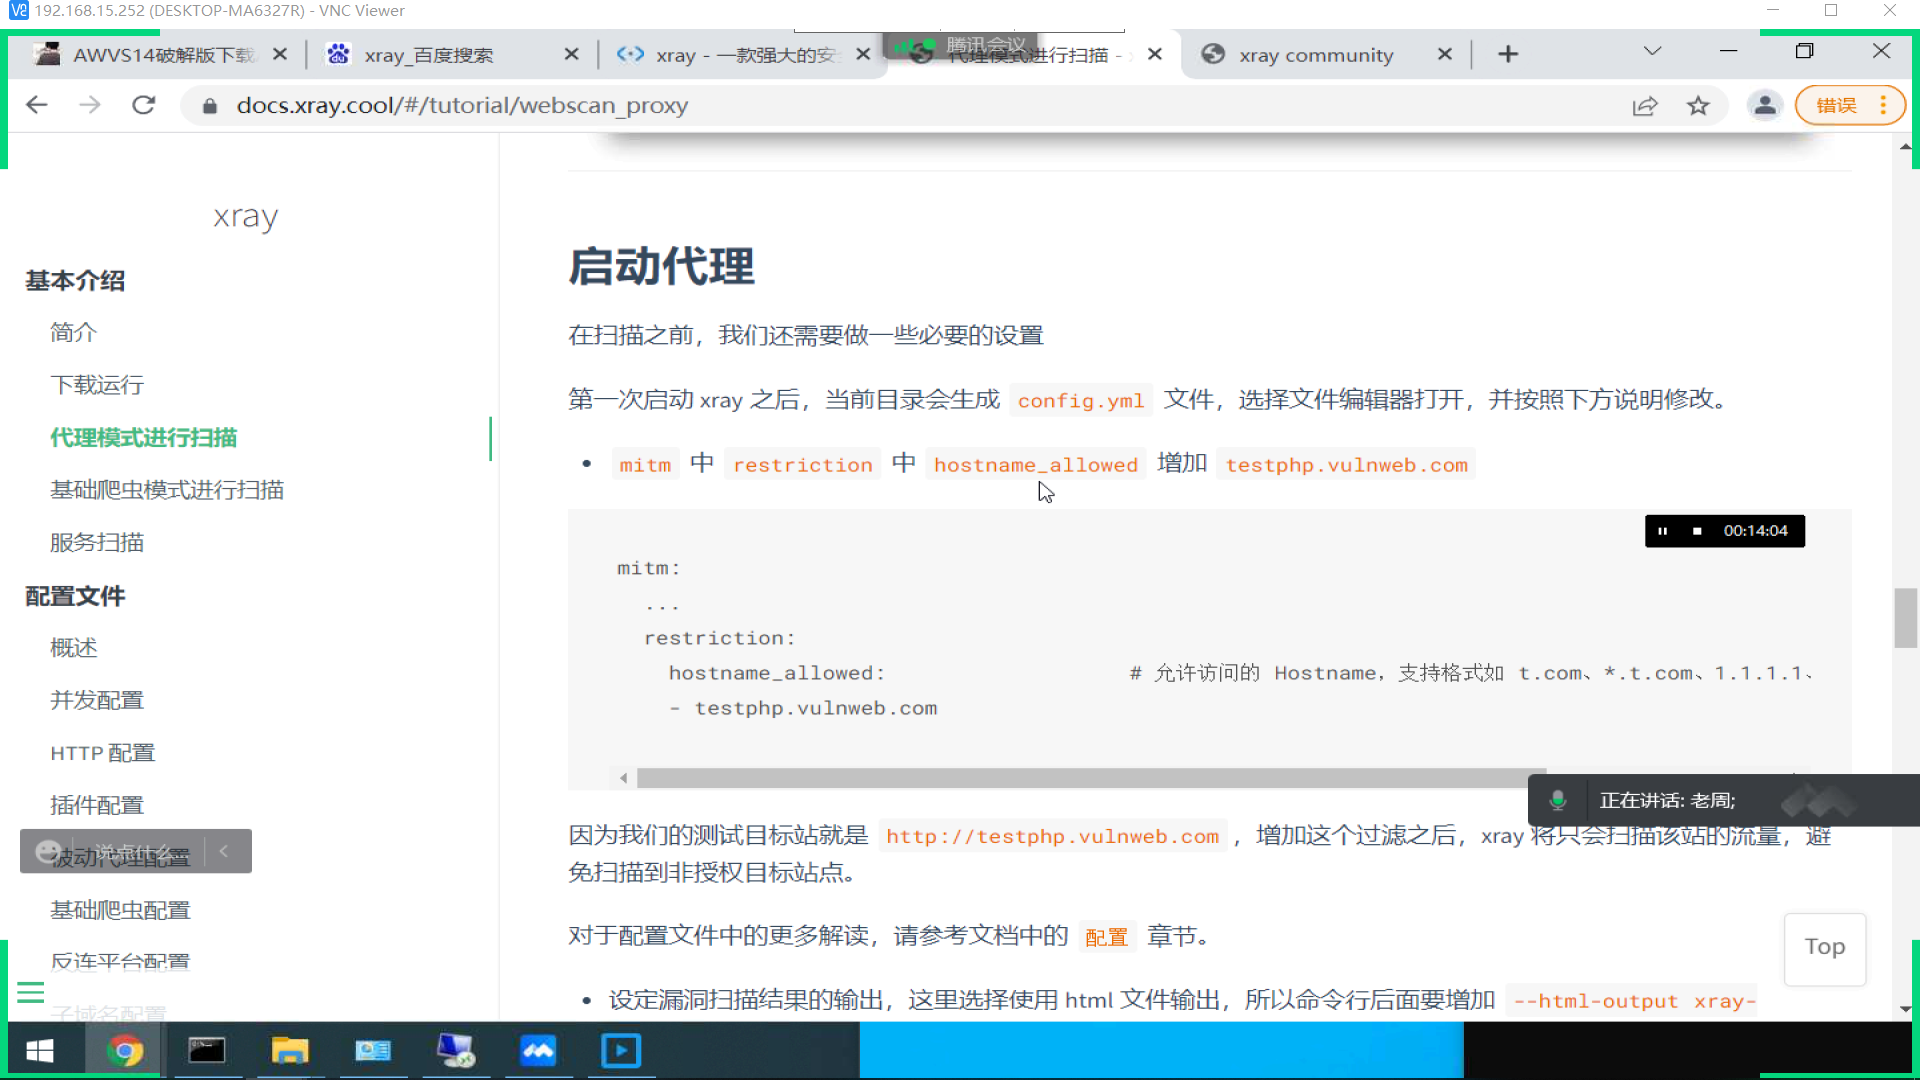 192.168.15.252 (DESKTOP-MA6327R) - VNC Viewer
AWVS14破解版下载
xray_百度搜索
xray - 一款强大的安
腾讯会议
代理模式进行扫描 -
xray community
docs.xray.cool/#/tutorial/webscan_proxy
错误
xray
基本介绍
简介
下载运行
代理模式进行扫描
基础爬虫模式进行扫描
服务扫描
配置文件
概述
并发配置
HTTP 配置
插件配置
被动代理配置
说点什么...
基础爬虫配置
反连平台配置
子域名配置
启动代理
在扫描之前，我们还需要做一些必要的设置
第一次启动 xray 之后，当前目录会生成 config.yml 文件，选择文件编辑器打开，并按照下方说明修改。
• mitm 中 restriction 中 hostname_allowed 增加 testphp.vulnweb.com
00:14:04
mitm:
...
restriction:
hostname_allowed: # 允许访问的 Hostname，支持格式如 t.com、*.t.com、1.1.1.1、
- testphp.vulnweb.com
正在讲话: 老周;
因为我们的测试目标站就是 http://testphp.vulnweb.com ，增加这个过滤之后，xray 将只会扫描该站的流量，避
免扫描到非授权目标站点。
对于配置文件中的更多解读，请参考文档中的 配置 章节。
Top
• 设定漏洞扫描结果的输出，这里选择使用 html 文件输出，所以命令行后面要增加 --html-output xray-